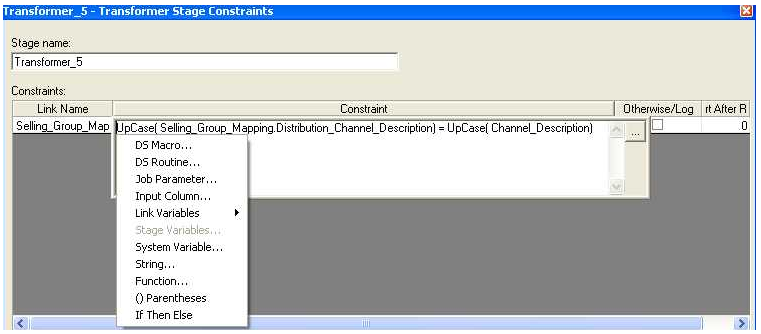 Transformer_5 - Transformer Stage Constraints
Stage name:
Transformer_5
Constraints:
Link Name Constraint Otherwise/Log rt After R
Selling_Group_Map UpCase( Selling_Group_Mapping.Distribution_Channel_Description) = UpCase( Channel_Description) ... 0
DS Macro...
DS Routine...
Job Parameter...
Input Column...
Link Variables
Stage Variables...
System Variable...
String...
Function...
() Parentheses
If Then Else